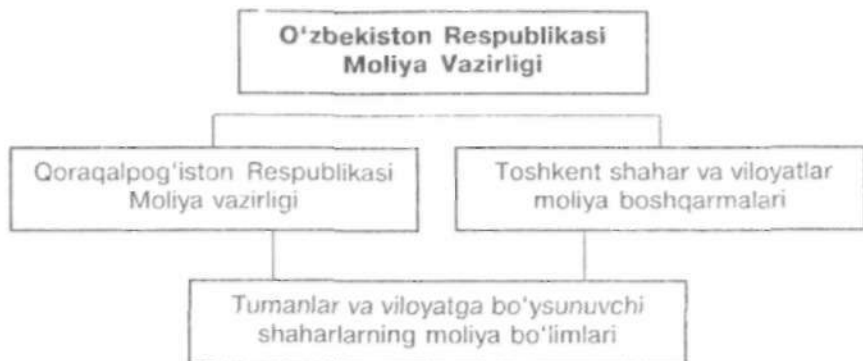 O‘zbekiston Respublikasi
Moliya Vazirligi
Qoraqalpog‘iston Respublikasi
Moliya vazirligi
Toshkent shahar va viloyatlar
moliya boshqarmalari
Tumanlar va viloyatga bo‘ysunuvchi
shaharlarning moliya bo‘limlari